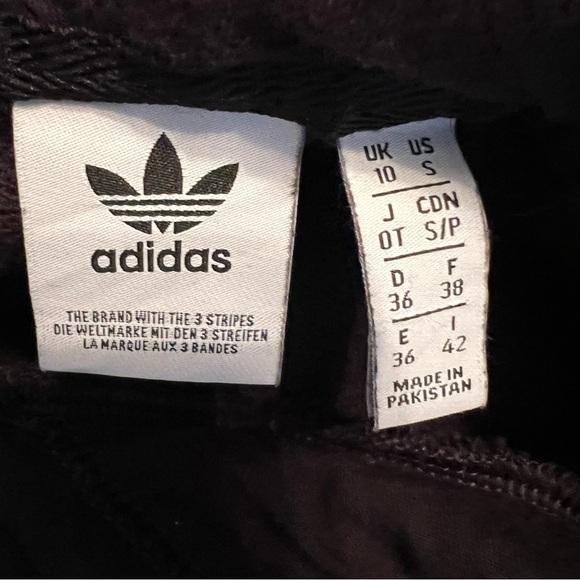 adidas
THE BRAND WITH THE 3 STRIPES
DIE WELTMARKE MIT DEN 3 STREIFEN
LA MARQUE AUX 3 BANDES
UK US
10 S
J CDN
OT S/P
D F
36 38
E I
36 42
MADE IN
PAKISTAN